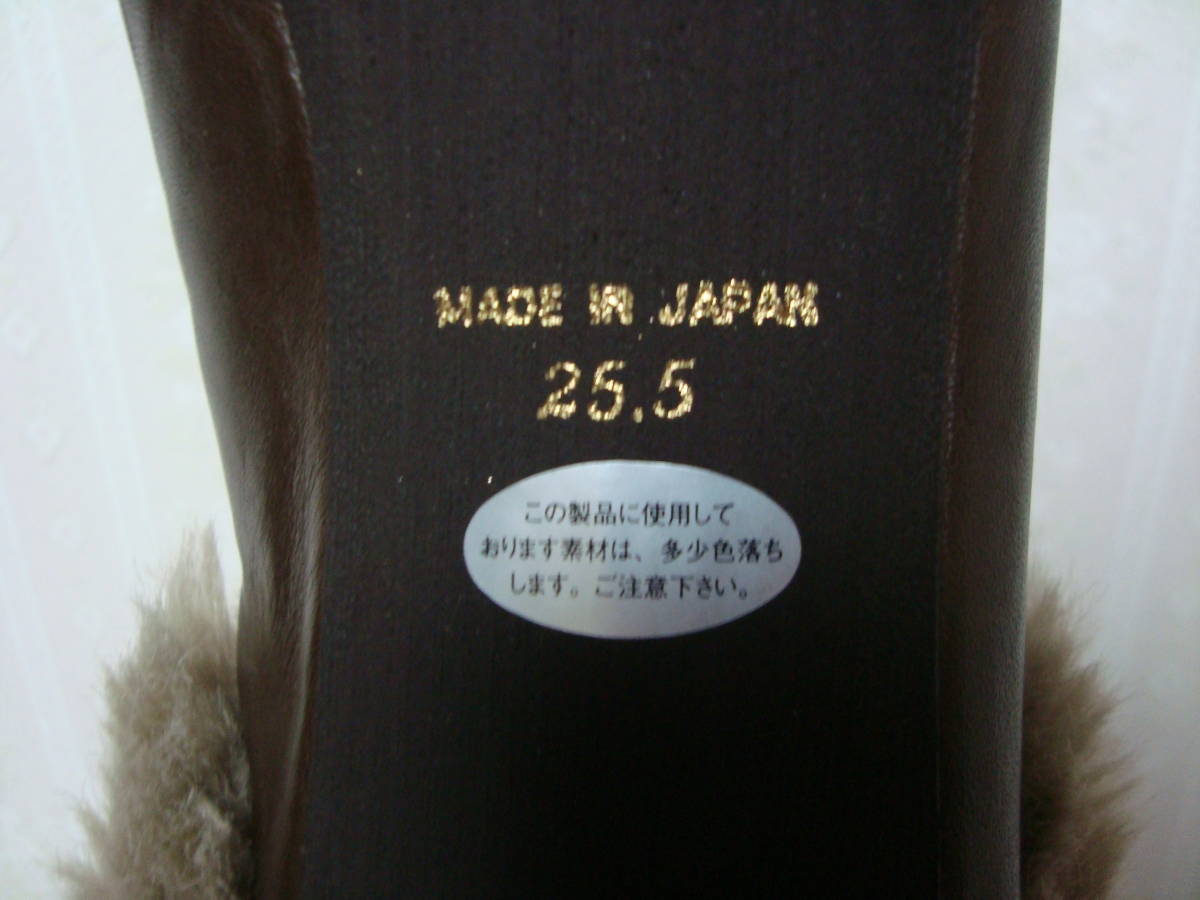 MADE IN JAPAN
25.5
この製品に使用して
おります素材は、多少色落ち
します。ご注意下さい。